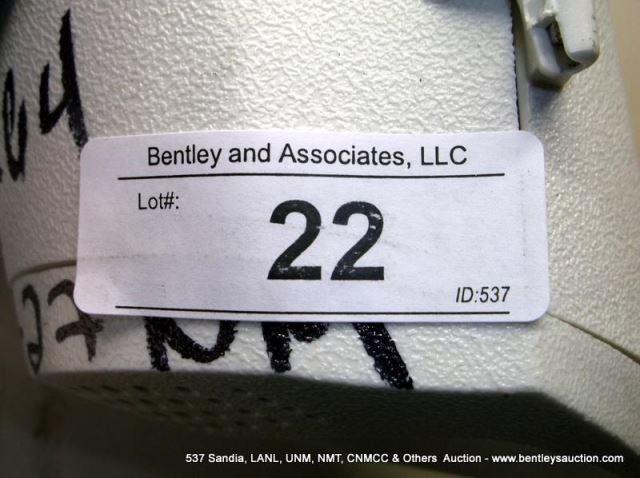 Bentley and Associates, LLC
Lot#:
22
ID:537
537 Sandia, LANL, UNM, NMT, CNMCC & Others Auction - www.bentleysauction.com